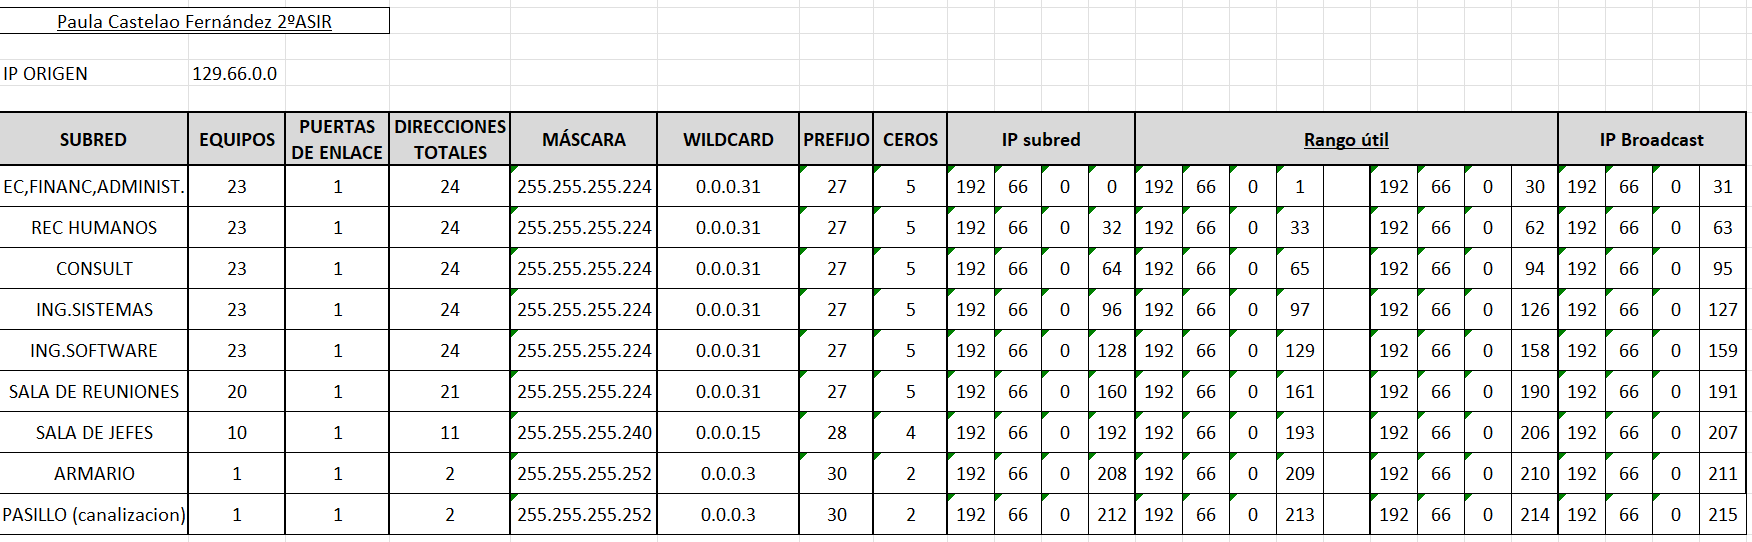 Paula Castelao Fernández 2ºASIR
IP ORIGEN 129.66.0.0
SUBRED EQUIPOS PUERTAS DE ENLACE DIRECCIONES TOTALES MÁSCARA WILDCARD PREFIJO CEROS IP subred Rango útil IP Broadcast
EC,FINANC,ADMINIST. 23 1 24 255.255.255.224 0.0.0.31 27 5 192 66 0 0 192 66 0 1 192 66 0 30 192 66 0 31
REC HUMANOS 23 1 24 255.255.255.224 0.0.0.31 27 5 192 66 0 32 192 66 0 33 192 66 0 62 192 66 0 63
CONSULT 23 1 24 255.255.255.224 0.0.0.31 27 5 192 66 0 64 192 66 0 65 192 66 0 94 192 66 0 95
ING.SISTEMAS 23 1 24 255.255.255.224 0.0.0.31 27 5 192 66 0 96 192 66 0 97 192 66 0 126 192 66 0 127
ING.SOFTWARE 23 1 24 255.255.255.224 0.0.0.31 27 5 192 66 0 128 192 66 0 129 192 66 0 158 192 66 0 159
SALA DE REUNIONES 20 1 21 255.255.255.224 0.0.0.31 27 5 192 66 0 160 192 66 0 161 192 66 0 190 192 66 0 191
SALA DE JEFES 10 1 11 255.255.255.240 0.0.0.15 28 4 192 66 0 192 192 66 0 193 192 66 0 206 192 66 0 207
ARMARIO 1 1 2 255.255.255.252 0.0.0.3 30 2 192 66 0 208 192 66 0 209 192 66 0 210 192 66 0 211
PASILLO (canalizacion) 1 1 2 255.255.255.252 0.0.0.3 30 2 192 66 0 212 192 66 0 213 192 66 0 214 192 66 0 215